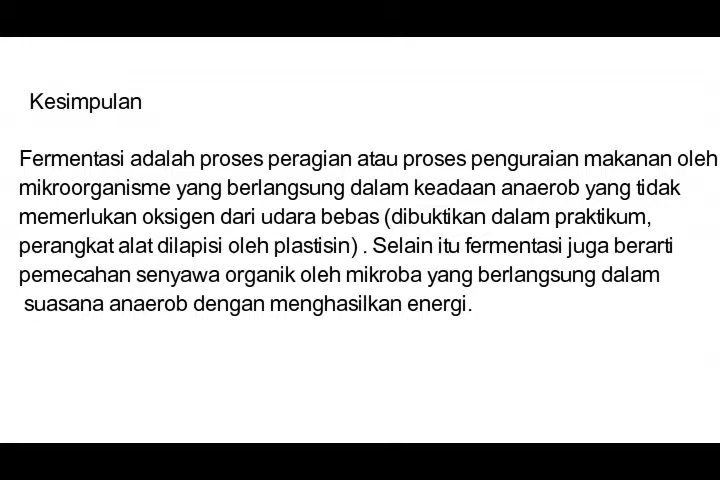 Kesimpulan
Fermentasi adalah proses peragian atau proses penguraian makanan oleh
mikroorganisme yang berlangsung dalam keadaan anaerob yang tidak
memerlukan oksigen dari udara bebas (dibuktikan dalam praktikum,
perangkat alat dilapisi oleh plastisin) . Selain itu fermentasi juga berarti
pemecahan senyawa organik oleh mikroba yang berlangsung dalam
suasana anaerob dengan menghasilkan energi.